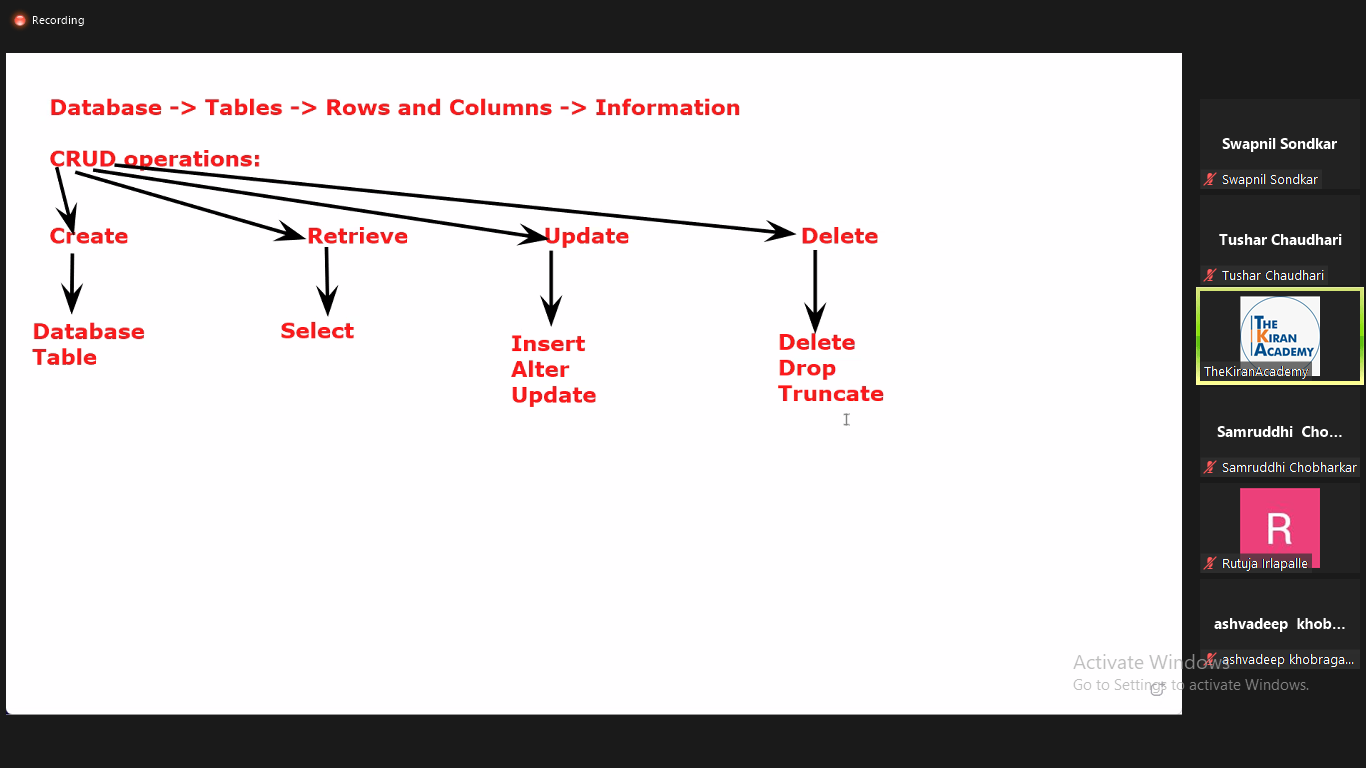 Recording
Database -> Tables -> Rows and Columns -> Information
CRUD operations:
Create
Retrieve
Update
Delete
Database
Table
Select
Insert
Alter
Update
Delete
Drop
Truncate
Swapnil Sondkar
Swapnil Sondkar
Tushar Chaudhari
Tushar Chaudhari
THE
KIRAN
ACADEMY
TheKiranAcademy
Samruddhi Cho...
Samruddhi Chobharkar
R
Rutuja Irlapalle
ashvadeep khob...
ashvadeep khobraga...
Activate Windows
Go to Settings to activate Windows.